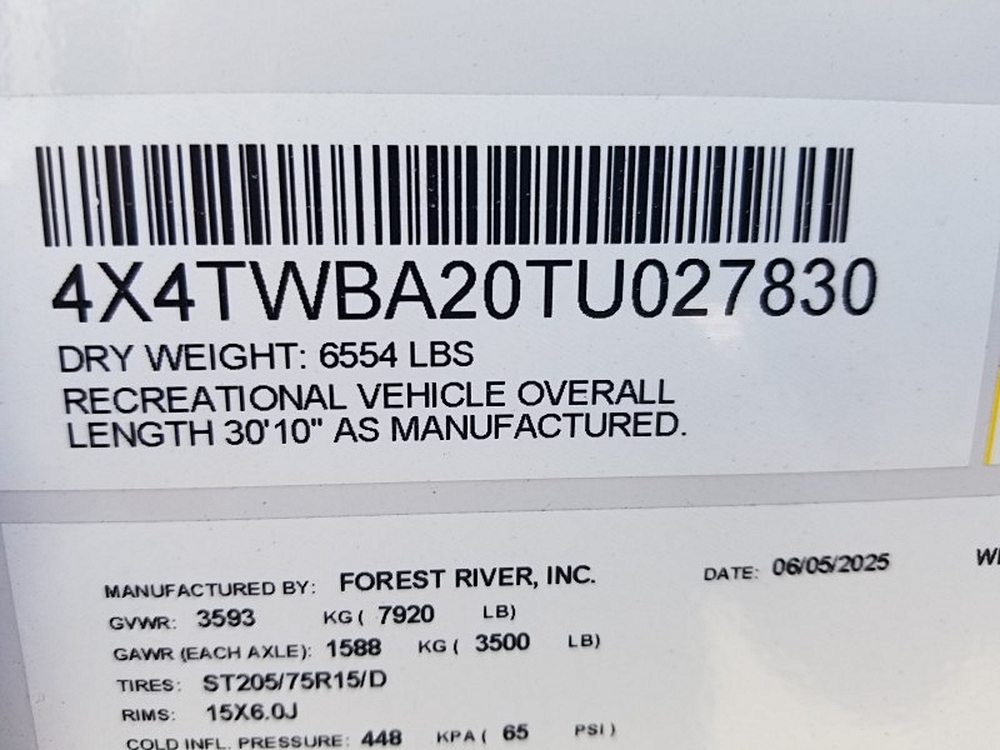 4X4TWBA20TU027830
DRY WEIGHT: 6554 LBS
RECREATIONAL VEHICLE OVERALL
LENGTH 30'10" AS MANUFACTURED.
MANUFACTURED BY: FOREST RIVER, INC. DATE: 06/05/2025
GVWR: 3593 KG ( 7920 LB)
GAWR (EACH AXLE): 1588 KG ( 3500 LB)
TIRES: ST205/75R15/D
RIMS: 15X6.0J
COLD INFL. PRESSURE: 448 KPA ( 65 PSI )